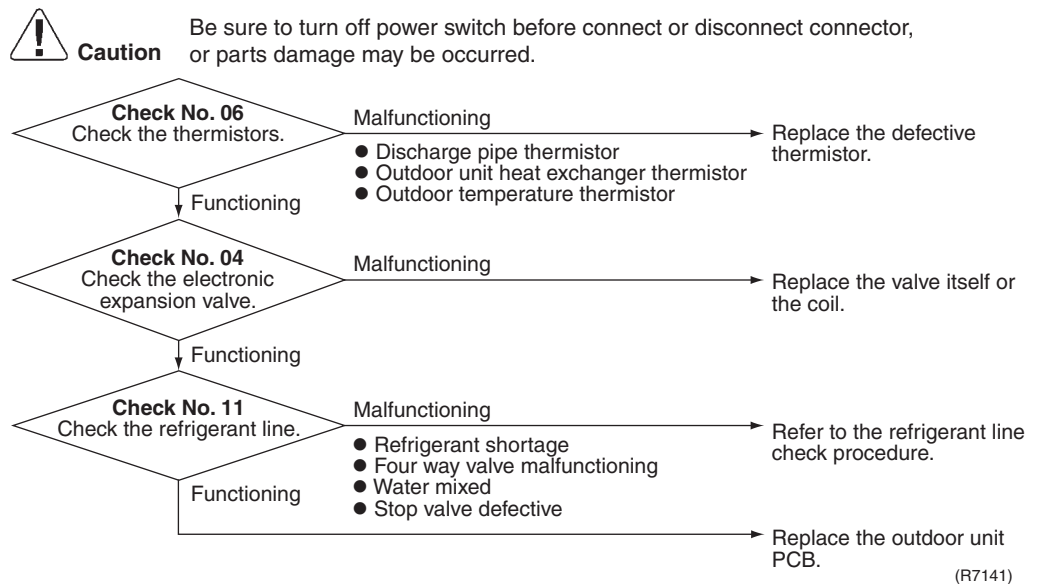 Be sure to turn off power switch before connect or disconnect connector,
Caution or parts damage may be occurred.
Check No. 06
Check the thermistors.
Malfunctioning
● Discharge pipe thermistor
● Outdoor unit heat exchanger thermistor
● Outdoor temperature thermistor
Replace the defective
thermistor.
Functioning
Check No. 04
Check the electronic
expansion valve.
Malfunctioning
Replace the valve itself or
the coil.
Functioning
Check No. 11
Check the refrigerant line.
Malfunctioning
● Refrigerant shortage
● Four way valve malfunctioning
● Water mixed
● Stop valve defective
Refer to the refrigerant line
check procedure.
Functioning
Replace the outdoor unit
PCB.
(R7141)